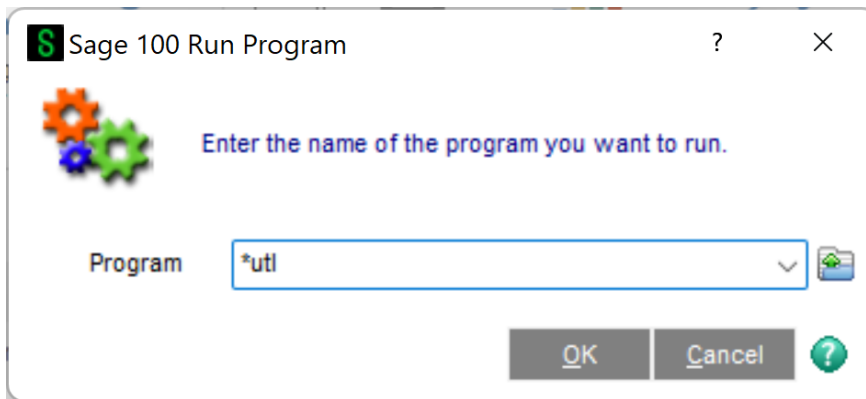 S Sage 100 Run Program ?
Enter the name of the program you want to run.
Program *utl
OK Cancel ?